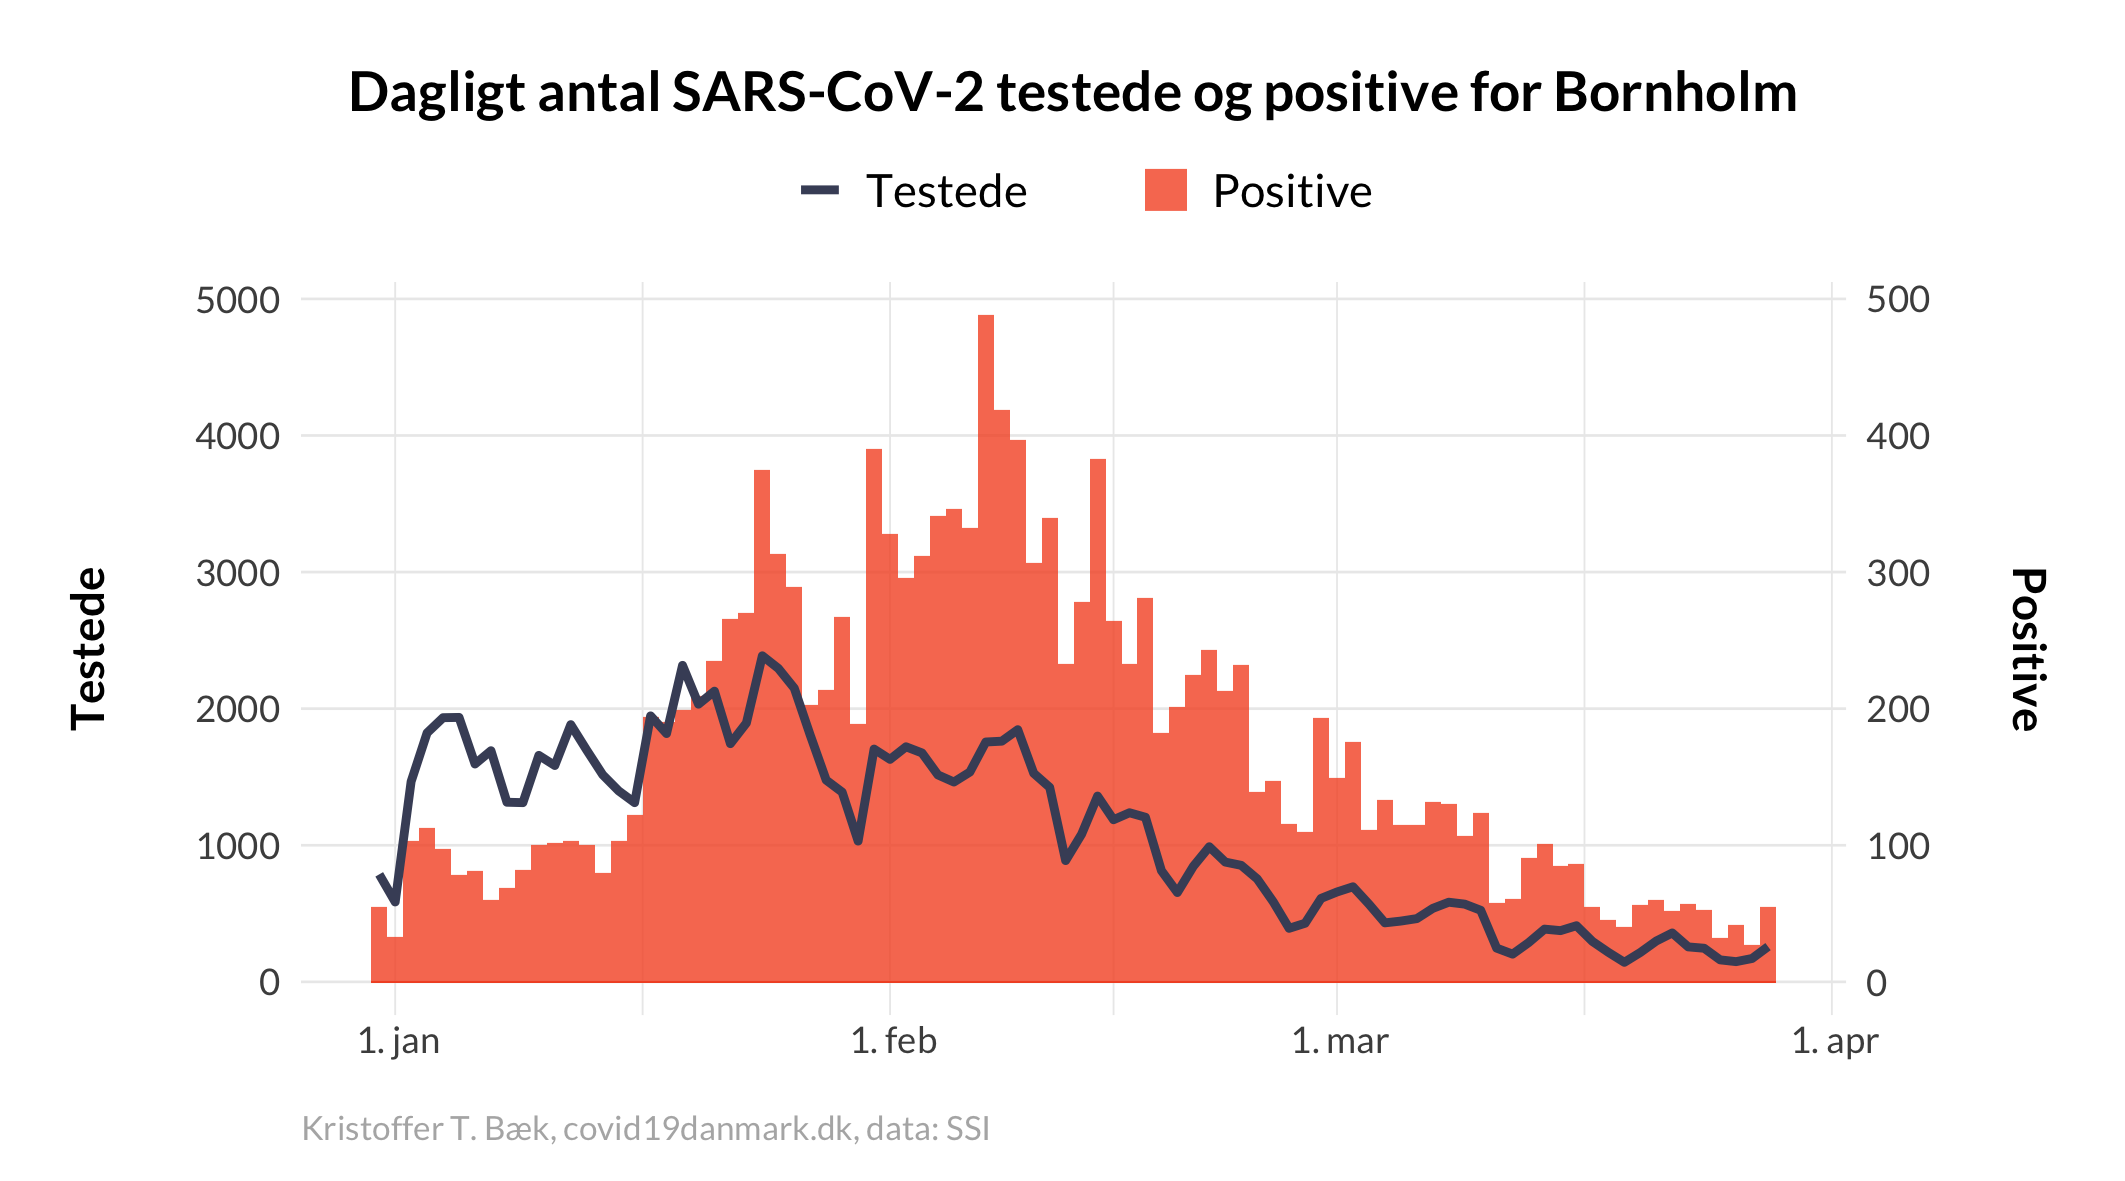 Dagligt antal SARS-CoV-2 testede og positive for Bornholm
Testede
Positive
5000
4000
3000
2000
1000
0
Testede
500
400
300
200
100
0
Positive
1. jan
1. feb
1. mar
1. apr
Kristoffer T. Bæk, covid19danmark.dk, data: SSI